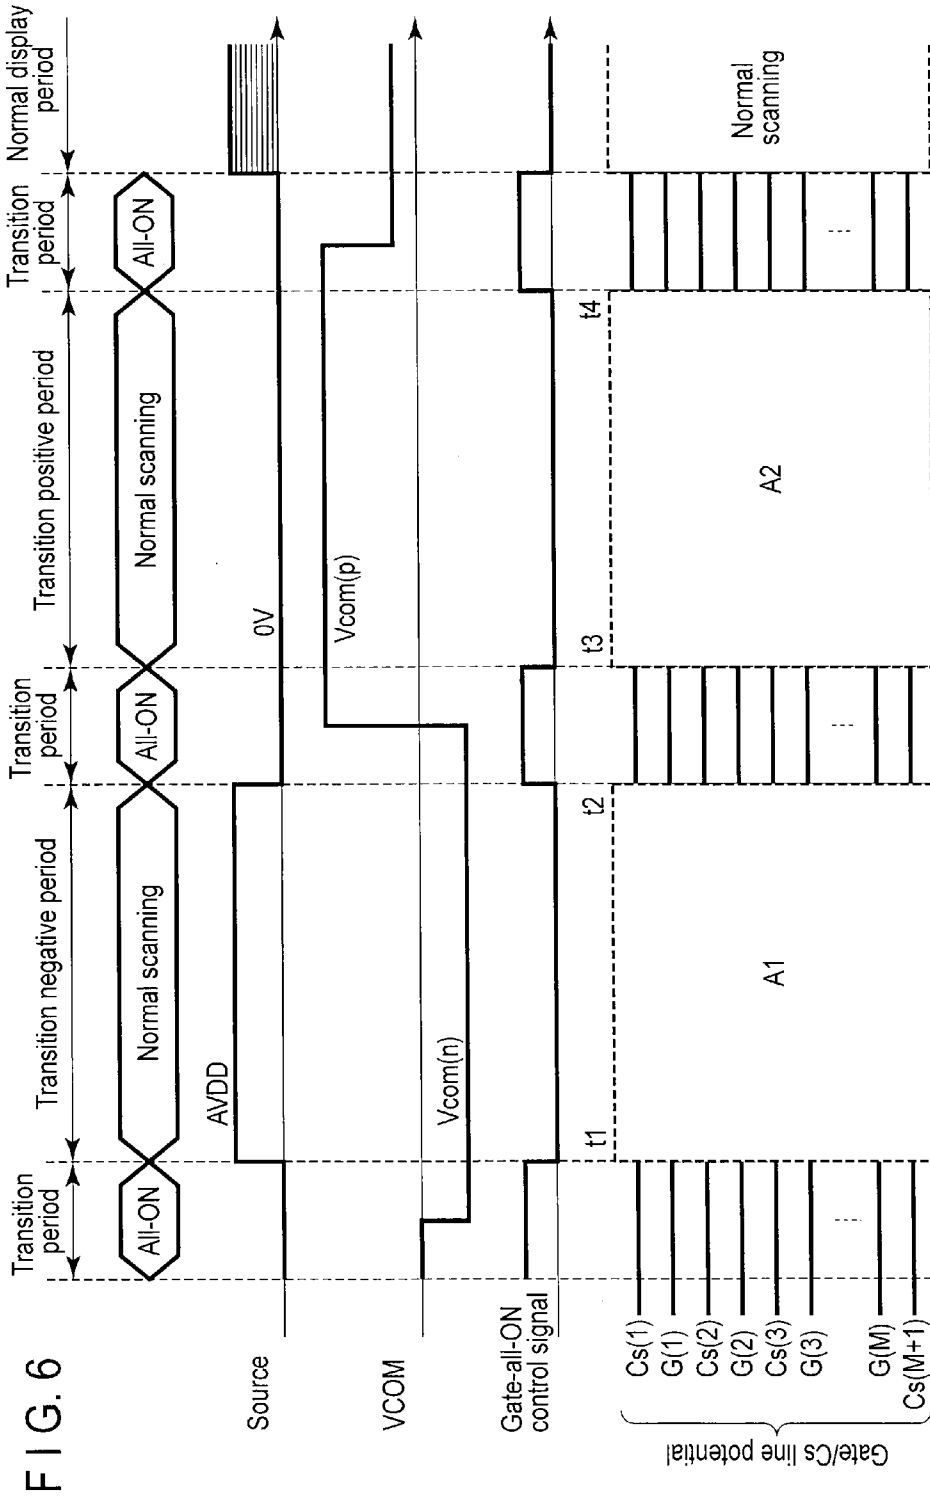 FIG. 6
Transition
period
Transition negative period
Transition
period
Transition positive period
Transition
period
Normal display
period
All-ON
Normal scanning
All-ON
Normal scanning
All-ON
Source
AVDD
0V
VCOM
Vcom(n)
Vcom(p)
Gate-all-ON
control signal
t1
t2
t3
t4
Gate/Cs line potential
Cs(1)
G(1)
Cs(2)
G(2)
Cs(3)
G(3)
G(M)
Cs(M+1)
A1
A2
Normal
scanning